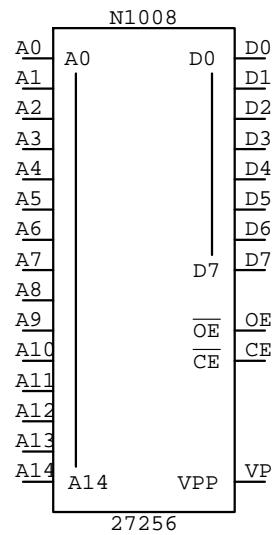 N1008
A0 A0 D0 D0
A1 D1
A2 D2
A3 D3
A4 D4
A5 D5
A6 D6
A7 D7 D7
A8
A9 OE OE
A10 CE CE
A11
A12
A13
A14 A14 VPP VP
27256